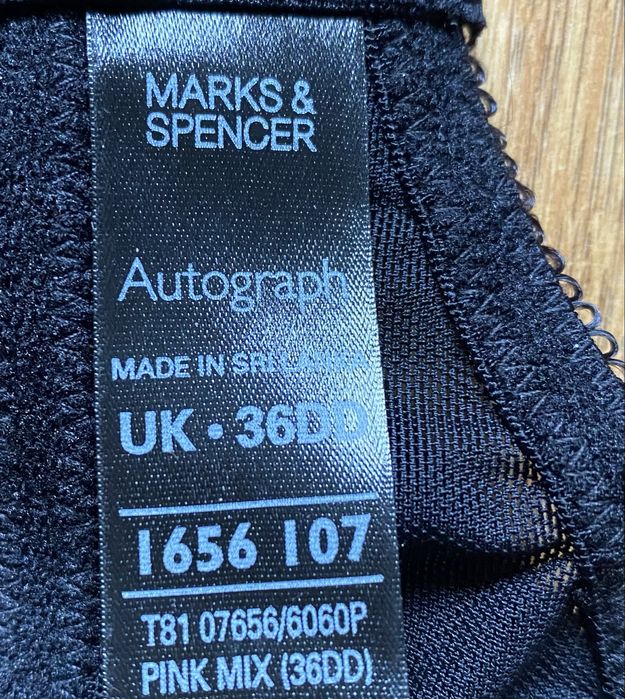 MARKS &
SPENCER
Autograph
MADE IN SRI LANKA
UK • 36DD
1656 107
T81 07656/6060P
PINK MIX (36DD)